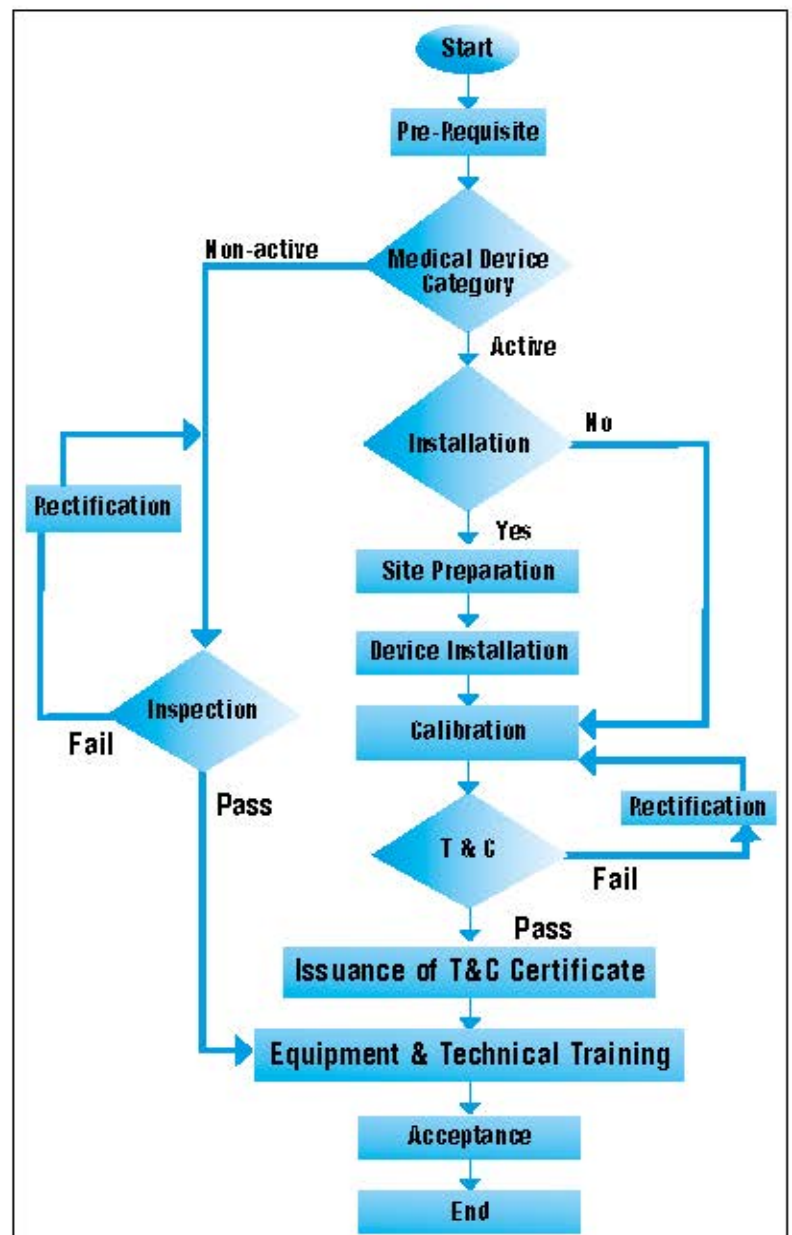 Start
Pre-Requisite
Non-active
Medical Device
Category
Active
Installation
No
Rectification
Yes
Site Preparation
Device Installation
Inspection
Calibration
Fail
Pass
Rectification
T & C
Fail
Pass
Issuance of T&C Certificate
Equipment & Technical Training
Acceptance
End